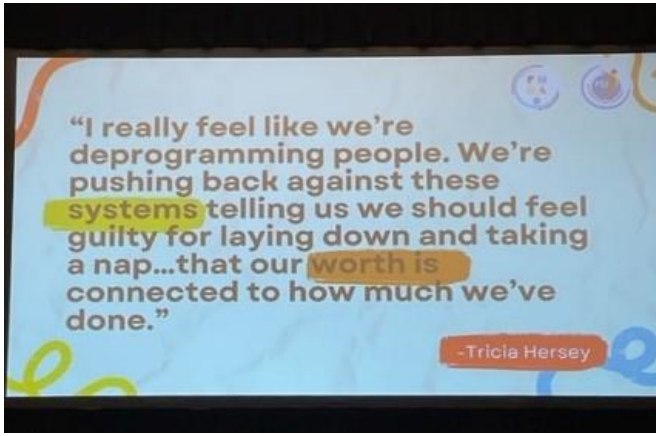 “I really feel like we’re
deprogramming people. We’re
pushing back against these
systems telling us we should feel
guilty for laying down and taking
a nap...that our worth is
connected to how much we’ve
done.”
-Tricia Hersey